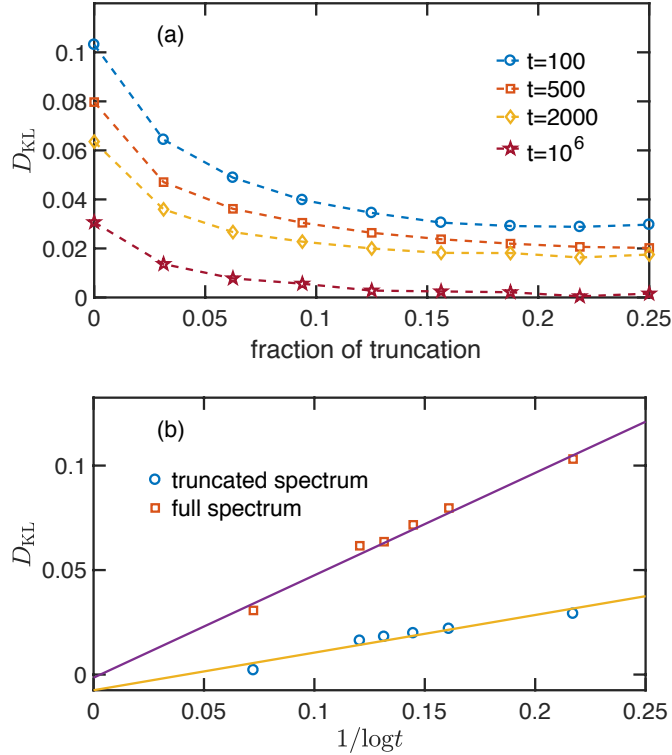 (a)
0.1
0.08
0.06
0.04
0.02
0
D_KL
t=100
t=500
t=2000
t=10^6
0 0.05 0.1 0.15 0.2 0.25
fraction of truncation
(b)
0.1
0.05
0
D_KL
truncated spectrum
full spectrum
0 0.05 0.1 0.15 0.2 0.25
1/logt